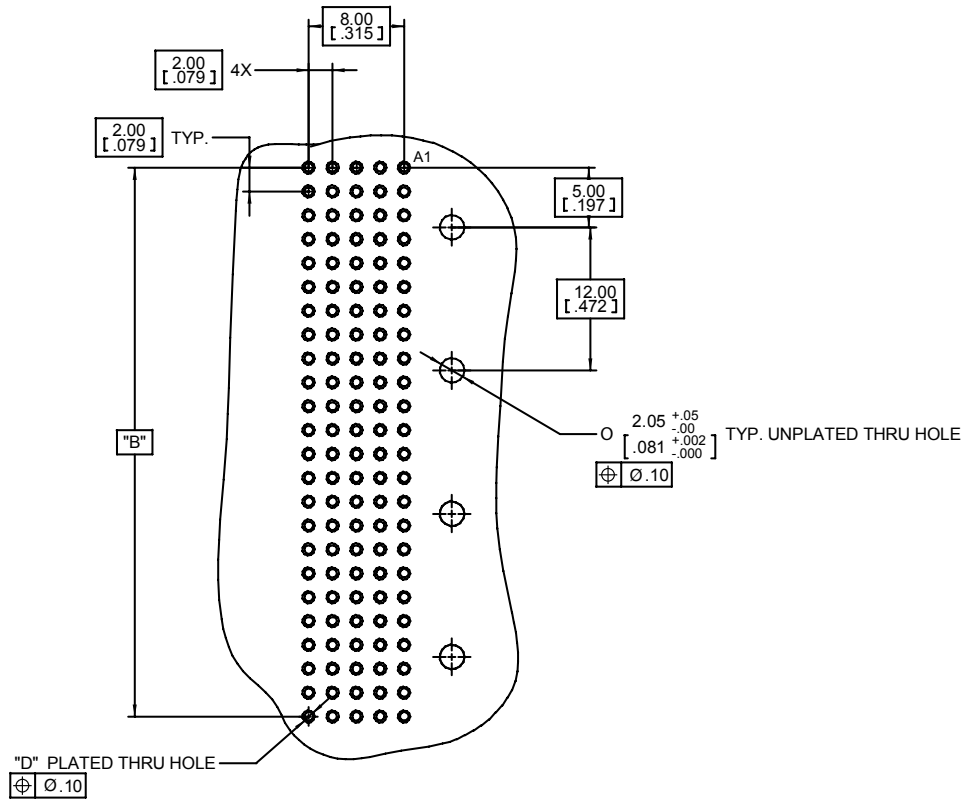 8.00
[.315]
2.00
[.079] 4X
2.00
[.079] TYP.
A1
5.00
[.197]
12.00
[.472]
"B"
O 2.05 +.05 -.00
[.081 +.002 -.000] TYP. UNPLATED THRU HOLE
⌖ Ø.10
"D" PLATED THRU HOLE
⌖ Ø.10